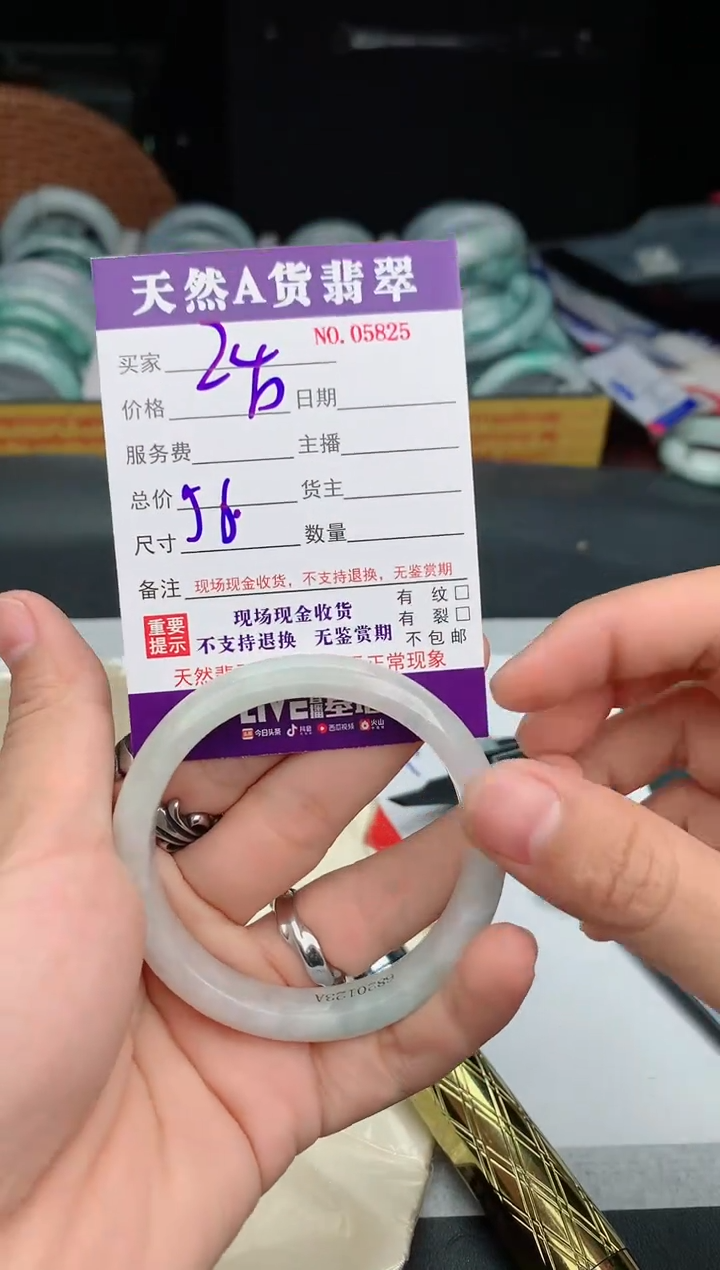 天然A货翡翠
NO.05825
买家
24b
价格 日期
服务费 主播
总价 货主
56.
尺寸 数量
备注 现场现金收货，不支持退换，无鉴赏期
重要提示
现场现金收货
不支持退换 无鉴赏期
有 纹□
有 裂□
不包邮
天然 正常现象
LIVE
今日头条 抖音 西瓜视频 火山